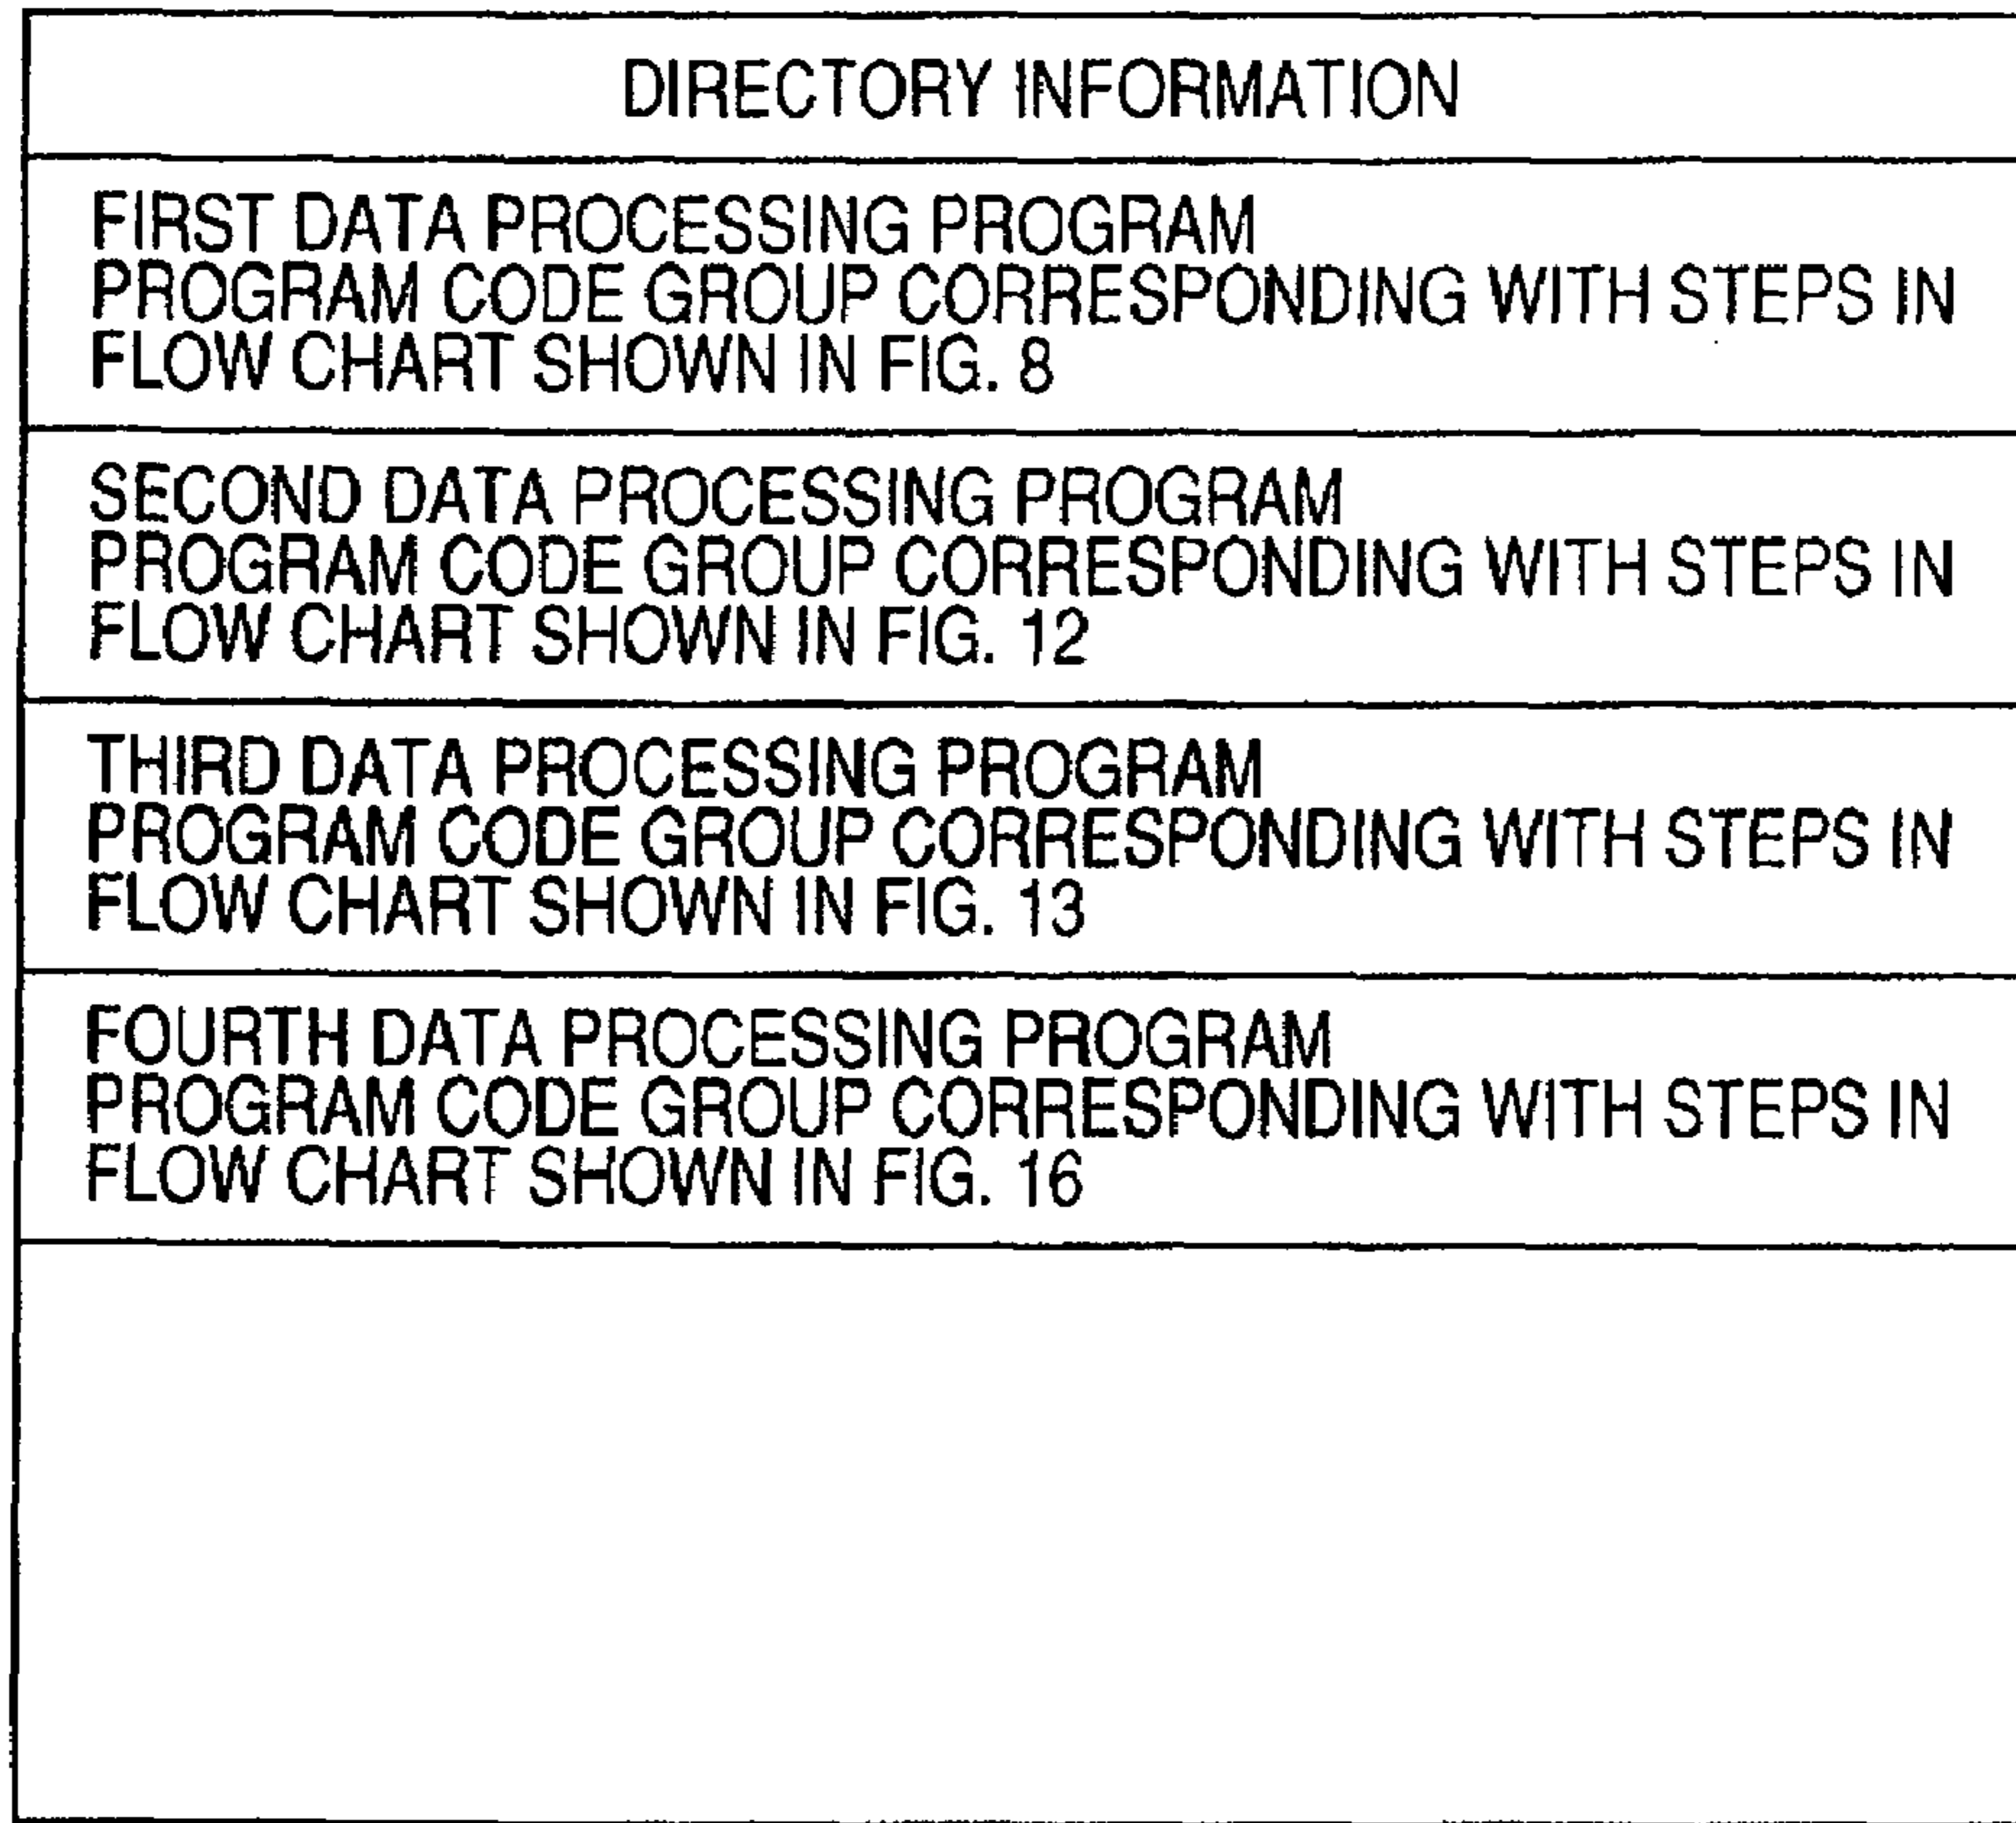 DIRECTORY INFORMATION
FIRST DATA PROCESSING PROGRAM
PROGRAM CODE GROUP CORRESPONDING WITH STEPS IN
FLOW CHART SHOWN IN FIG. 8
SECOND DATA PROCESSING PROGRAM
PROGRAM CODE GROUP CORRESPONDING WITH STEPS IN
FLOW CHART SHOWN IN FIG. 12
THIRD DATA PROCESSING PROGRAM
PROGRAM CODE GROUP CORRESPONDING WITH STEPS IN
FLOW CHART SHOWN IN FIG. 13
FOURTH DATA PROCESSING PROGRAM
PROGRAM CODE GROUP CORRESPONDING WITH STEPS IN
FLOW CHART SHOWN IN FIG. 16